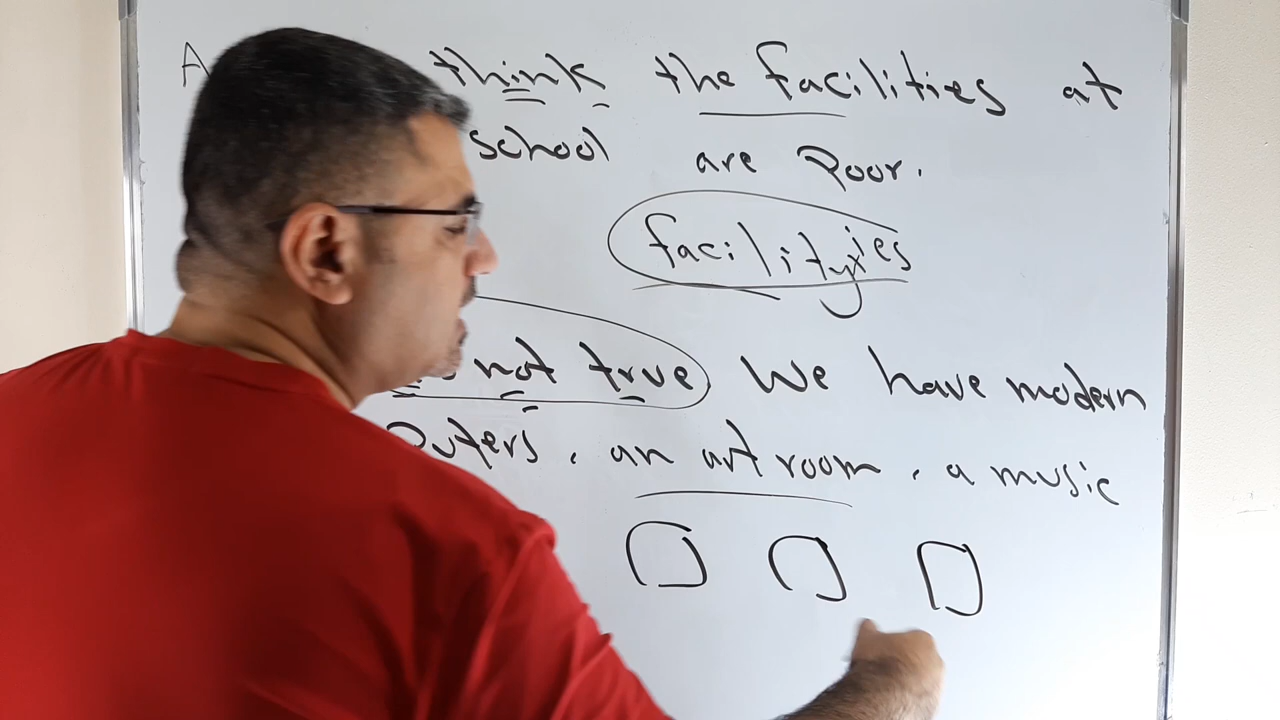 A think the facilities at
school are poor.
facilityies
not true We have modern
puters, an art room, a music